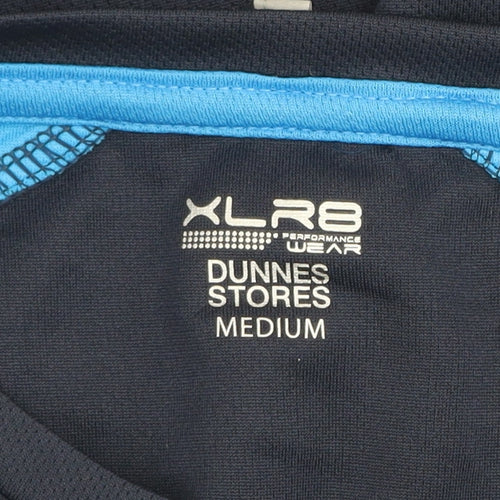 XLR8
PERFORMANCE
WEAR
DUNNES
STORES
MEDIUM